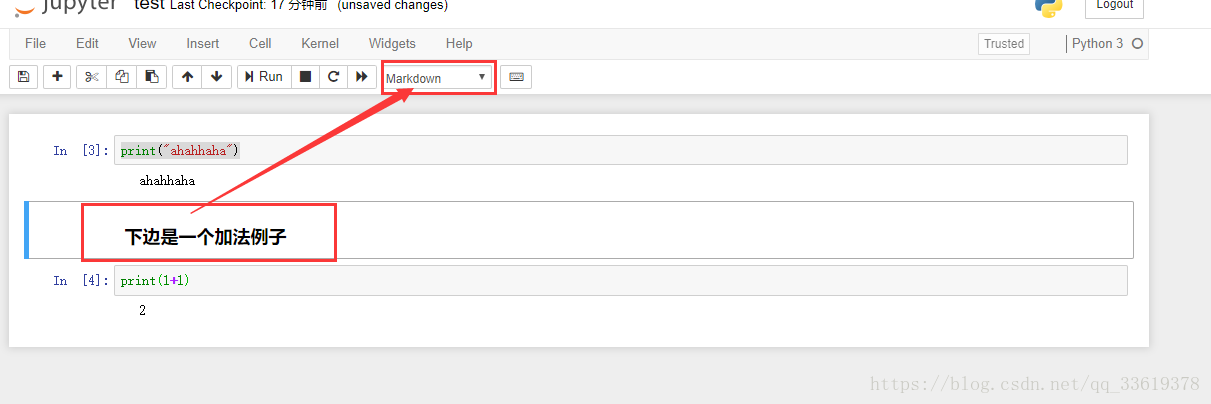 jupyter test Last Checkpoint: 17 分钟前 (unsaved changes) Logout
File Edit View Insert Cell Kernel Widgets Help Trusted Python 3
Run Markdown
In [3]: print("ahahhaha")
ahahhaha
下边是一个加法例子
In [4]: print(1+1)
2
https://blog.csdn.net/qq_33619378